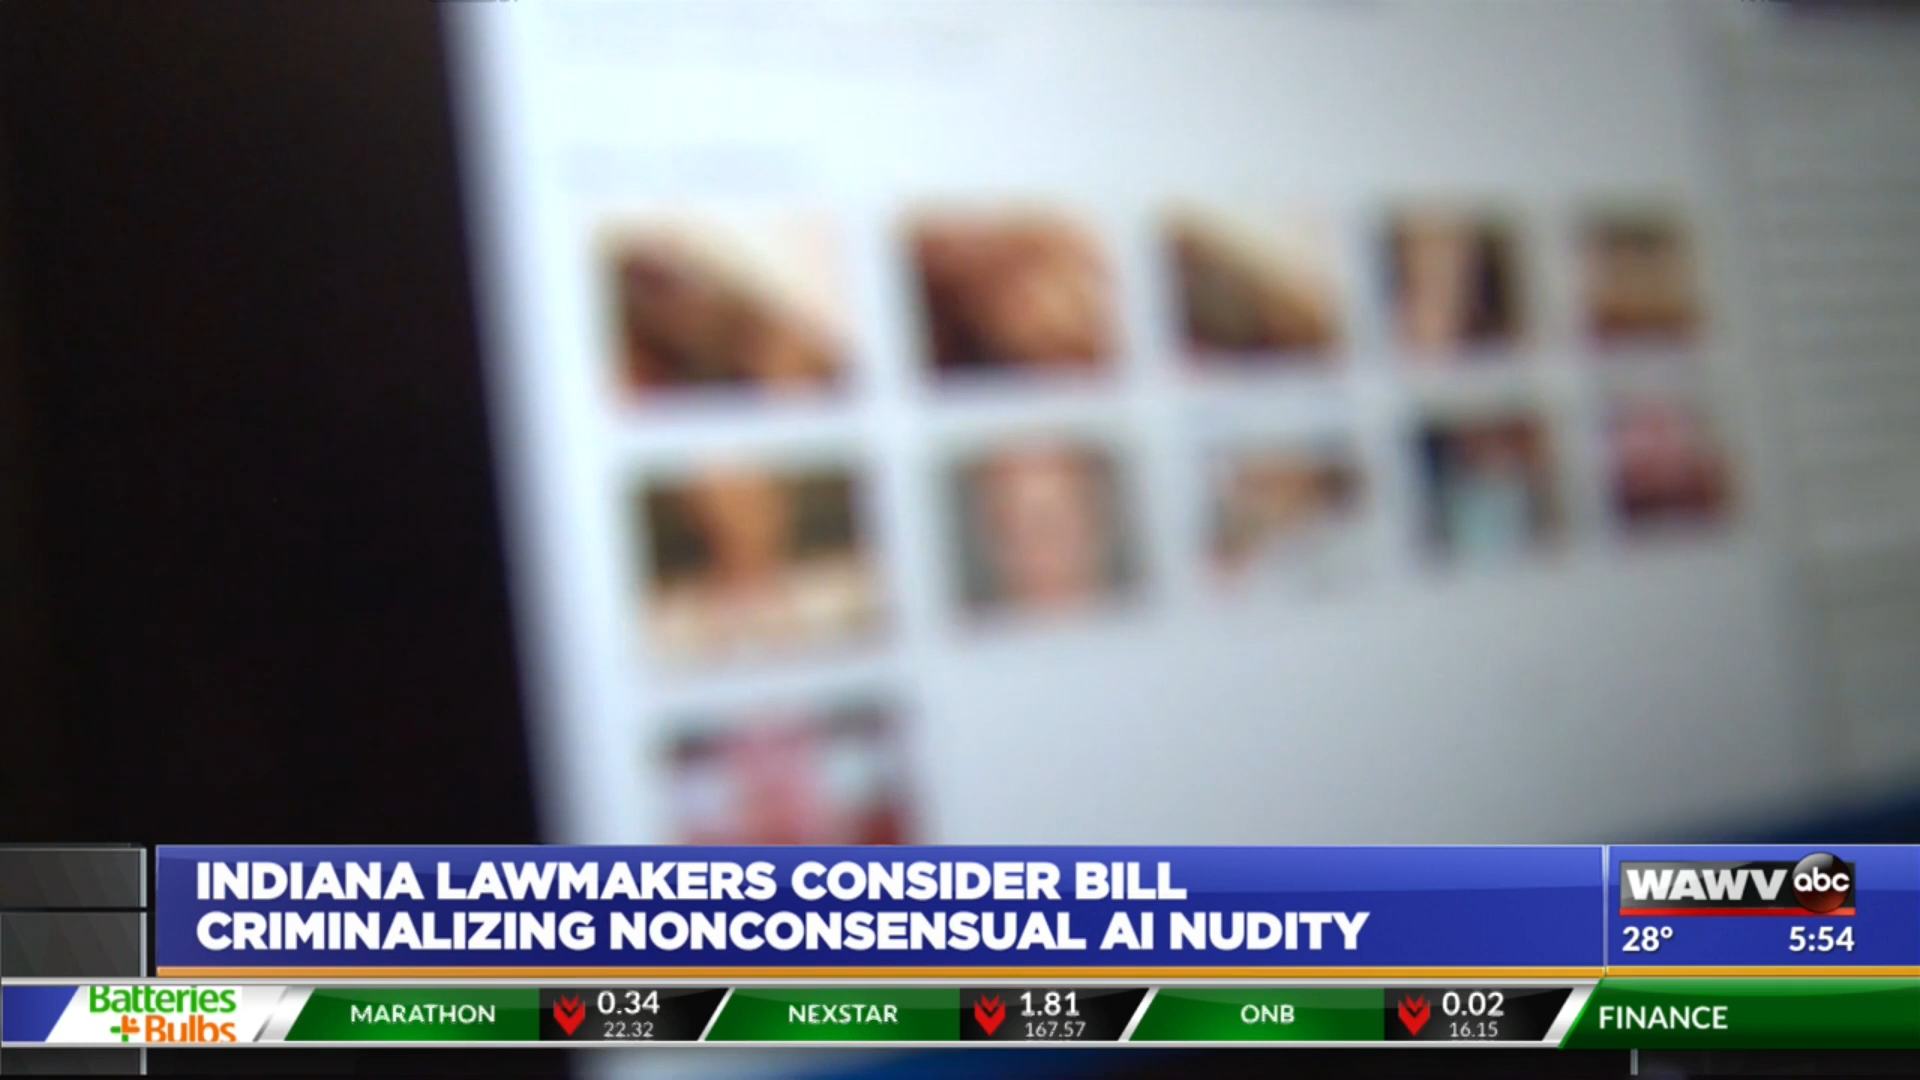 INDIANA LAWMAKERS CONSIDER BILL
CRIMINALIZING NONCONSENSUAL AI NUDITY
WAWV abc
28° 5:54
Batteries
+ Bulbs
MARATHON 0.34
22.32
NEXSTAR 1.81
167.57
ONB 0.02
16.15
FINANCE